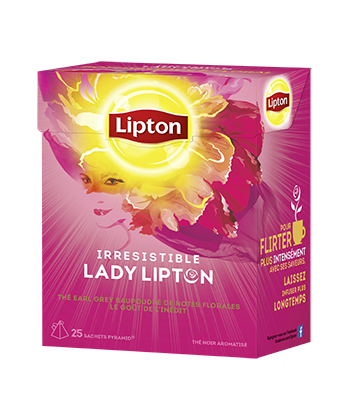 Lipton
Lipton
IRRESISTIBLE
LADY LIPTON
THÉ EARL GREY SAUPOUDRÉ DE NOTES FLORALES
LE GOÛT DE L'INÉDIT
25 SACHETS PYRAMID®
THÉ NOIR AROMATISÉ
POUR
FLIRTER
PLUS INTENSÉMENT
AVEC SES SAVEURS,
LAISSEZ
INFUSER PLUS
LONGTEMPS